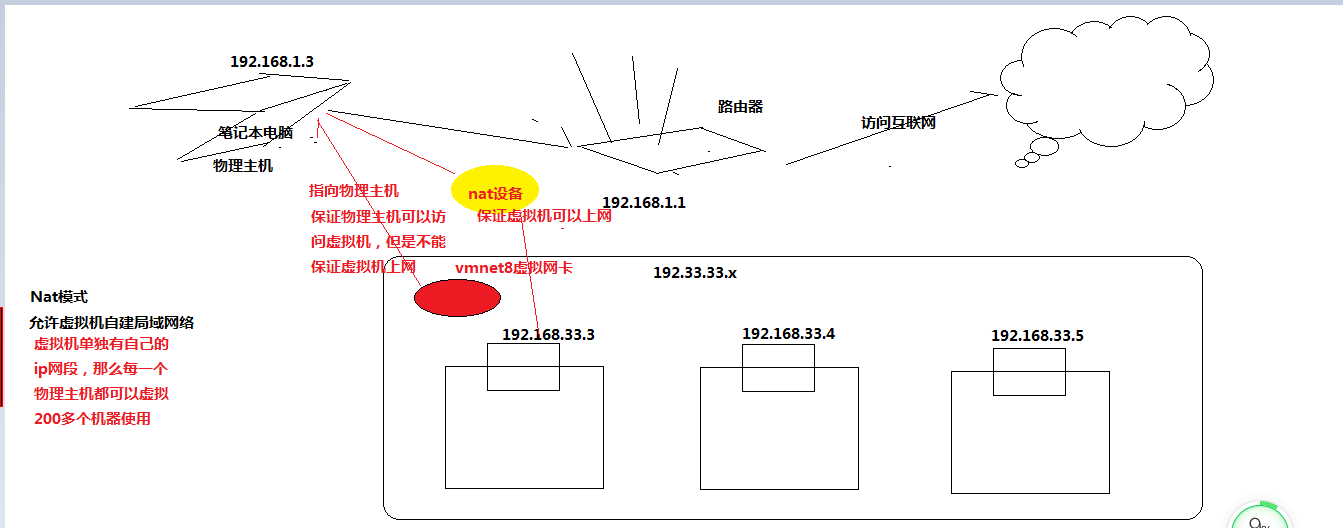 192.168.1.3
笔记本电脑
物理主机
路由器
访问互联网
192.168.1.1
nat设备
保证虚拟机可以上网
指向物理主机
保证物理主机可以访
问虚拟机，但是不能
保证虚拟机上网
vmnet8虚拟网卡
192.33.33.x
Nat模式
允许虚拟机自建局域网络
虚拟机单独有自己的
ip网段，那么每一个
物理主机都可以虚拟
200多个机器使用
192.168.33.3
192.168.33.4
192.168.33.5